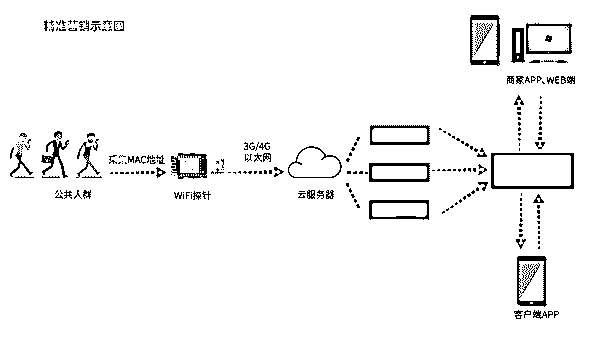 精准营销示意图
商家APP、WEB端
3G/4G
以太网
采集MAC地址
公共人群
WiFi探针
云服务器
客户端APP